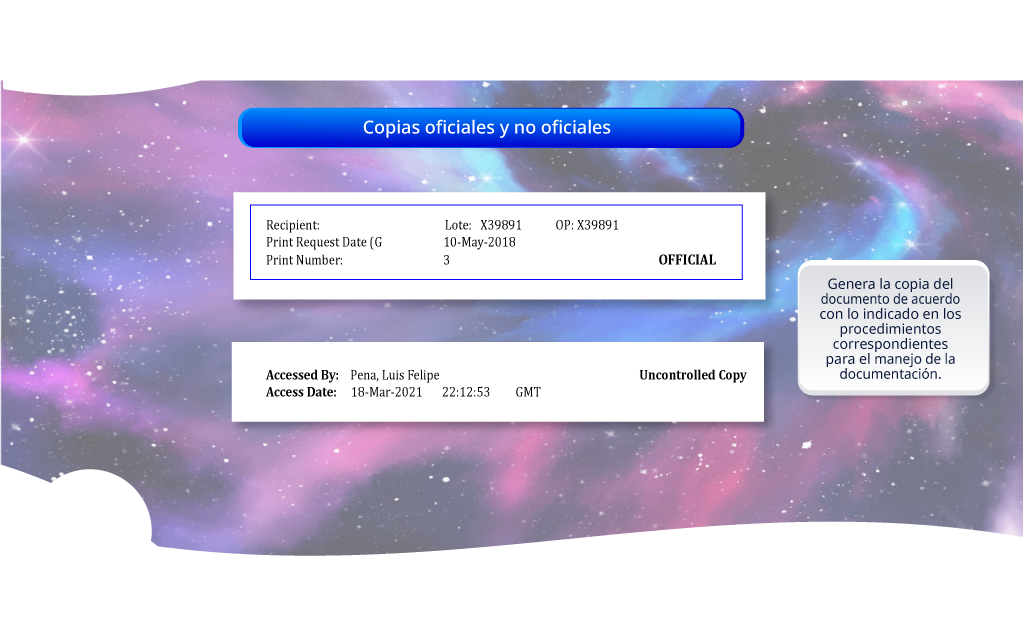 Copias oficiales y no oficiales
Recipient: Lote: X39891 OP: X39891
Print Request Date (G 10-May-2018
Print Number: 3 OFFICIAL
Genera la copia del
documento de acuerdo
con lo indicado en los
procedimientos
correspondientes
para el manejo de la
documentación.
Accessed By: Pena, Luis Felipe Uncontrolled Copy
Access Date: 18-Mar-2021 22:12:53 GMT